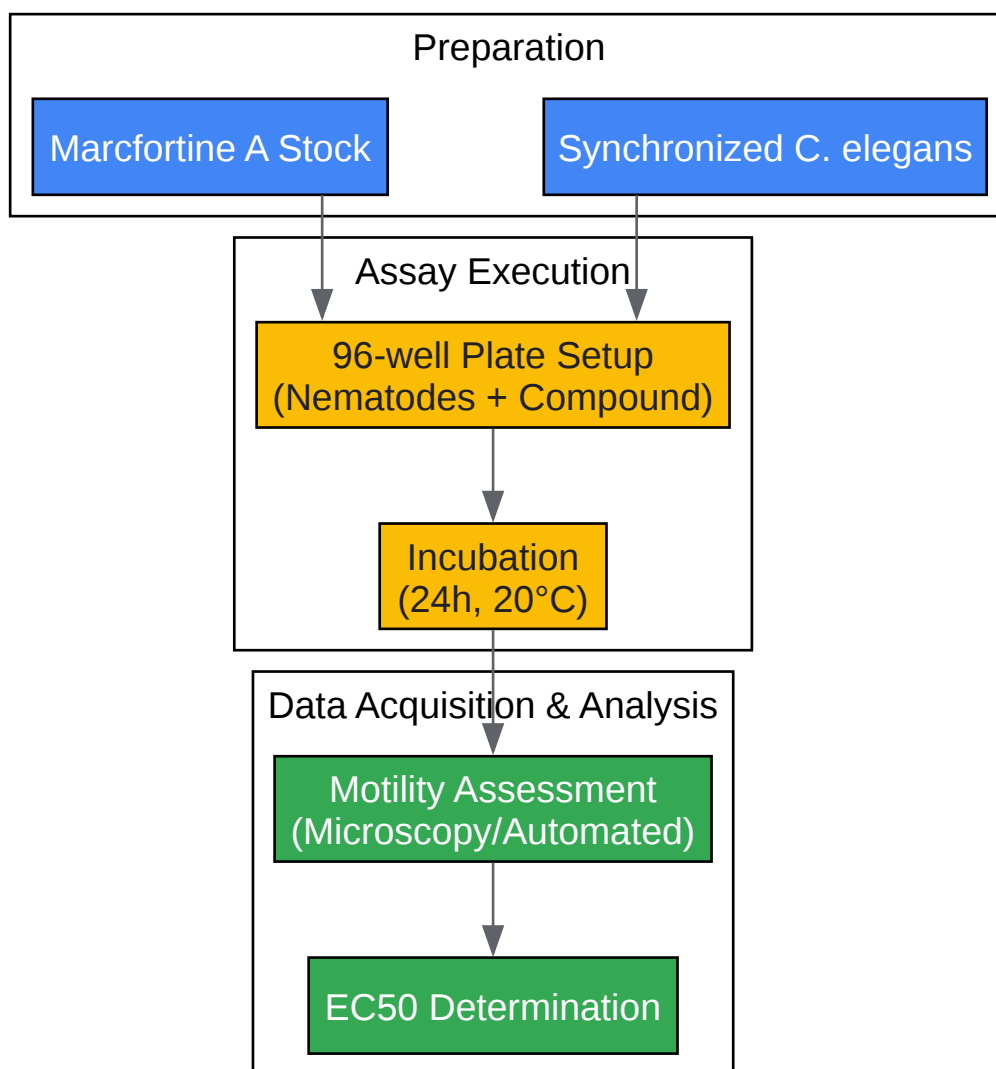 Preparation
Marcfortine A Stock
Synchronized C. elegans
Assay Execution
96-well Plate Setup
(Nematodes + Compound)
Incubation
(24h, 20°C)
Data Acquisition & Analysis
Motility Assessment
(Microscopy/Automated)
EC50 Determination